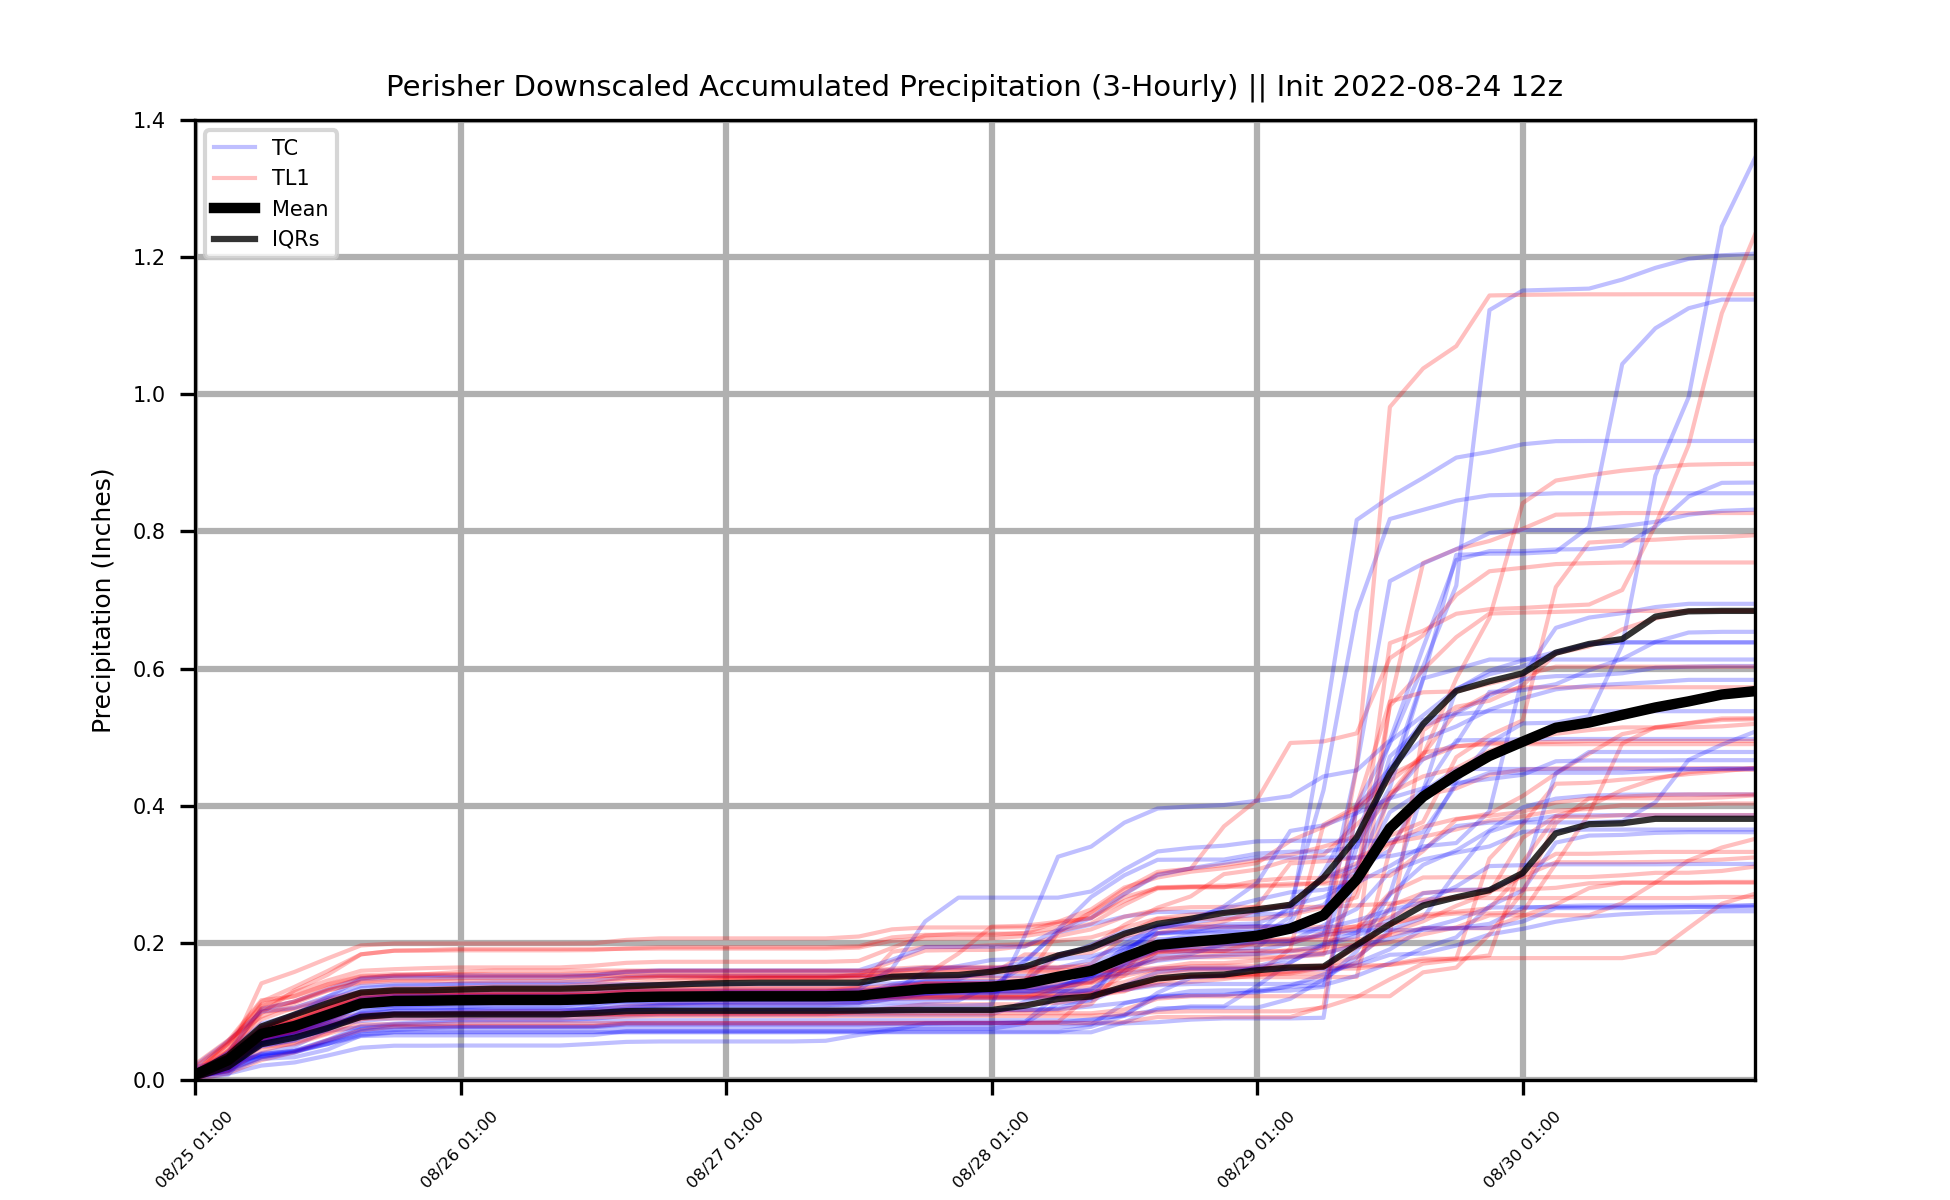 Perisher Downscaled Accumulated Precipitation (3-Hourly) || Init 2022-08-24 12z
TC
TL1
Mean
IQRs
Precipitation (Inches)
1.4
1.2
1.0
0.8
0.6
0.4
0.2
0.0
08/25 01:00
08/26 01:00
08/27 01:00
08/28 01:00
08/29 01:00
08/30 01:00